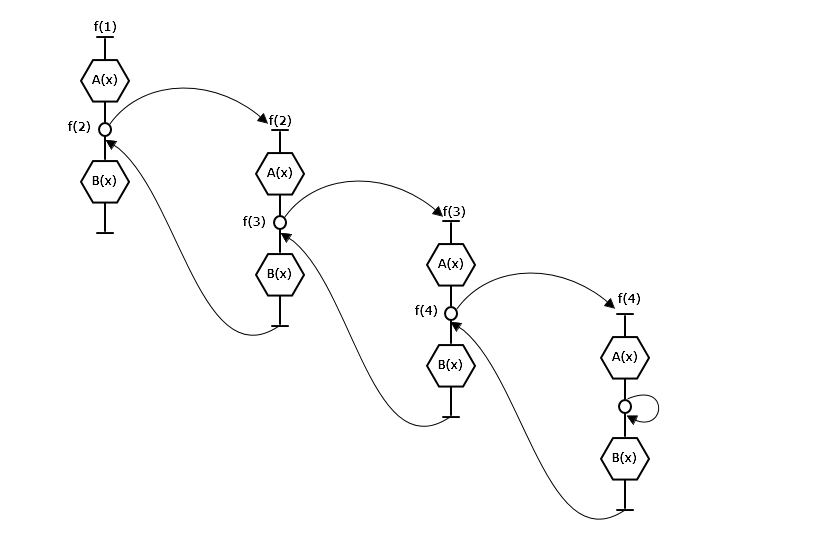 f(1)
A(x)
f(2)
B(x)
f(2)
A(x)
f(3)
B(x)
f(3)
A(x)
f(4)
B(x)
f(4)
A(x)
B(x)